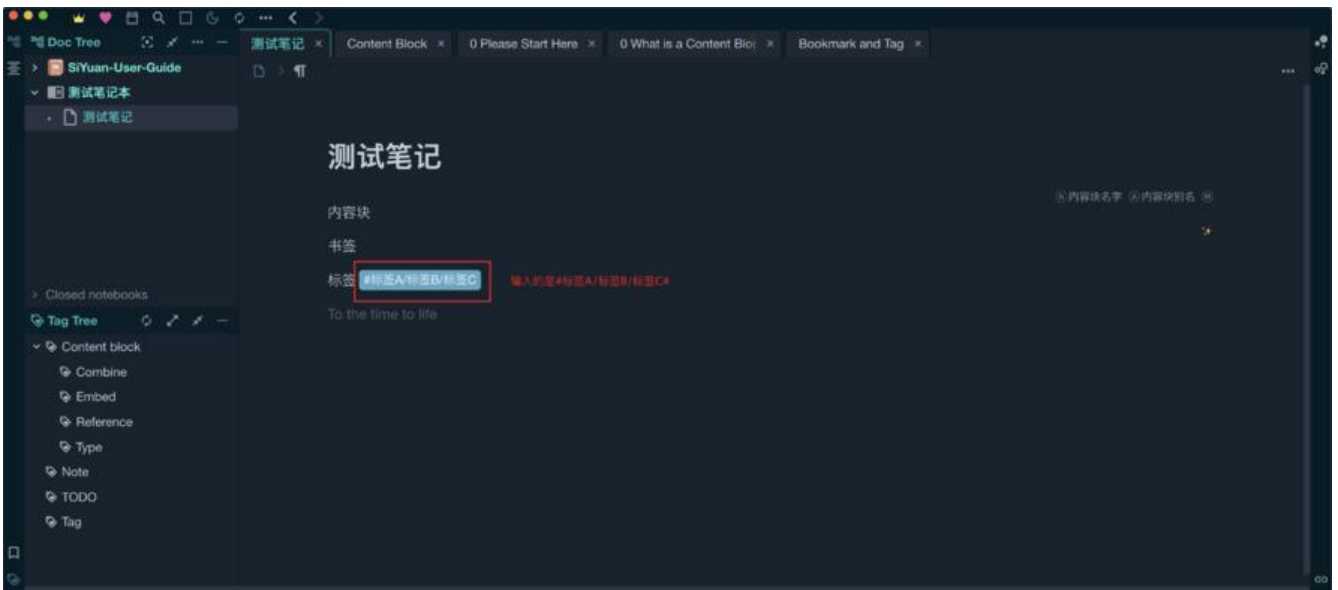 Doc Tree
测试笔记
Content Block
0 Please Start Here
0 What is a Content Bloc
Bookmark and Tag
SiYuan-User-Guide
测试笔记本
测试笔记
测试笔记
内容块名字 内容块别名
内容块
书签
标签 #标签A/标签B/标签C 输入的是#标签A/标签B/标签C#
To the time to life
Closed notebooks
Tag Tree
Content block
Combine
Embed
Reference
Type
Note
TODO
Tag